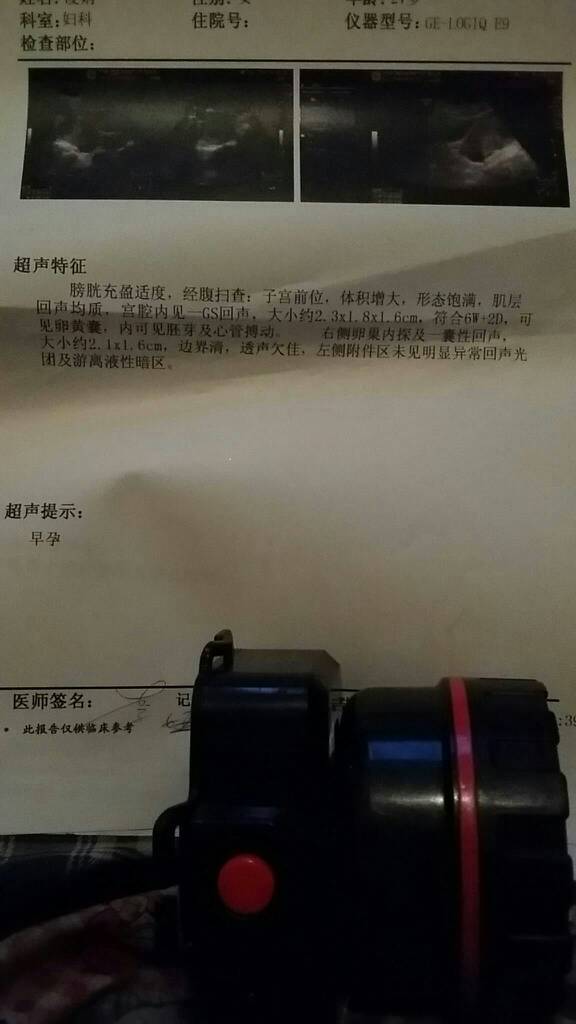 科室：妇科 住院号： 仪器型号：GE-LOGIQ E9
检查部位：
超声特征
膀胱充盈适度，经腹扫查：子宫前位，体积增大，形态饱满，肌层
回声均质，宫腔内见一GS回声，大小约2.3x1.8x1.6cm，符合6W+2D，可
见卵黄囊，内可见胚芽及心管搏动。 右侧卵巢内探及一囊性回声，
大小约2.1x1.6cm，边界清，透声欠佳，左侧附件区未见明显异常回声光
团及游离液性暗区。
超声提示：
早孕
医师签名： 记
• 此报告仅供临床参考